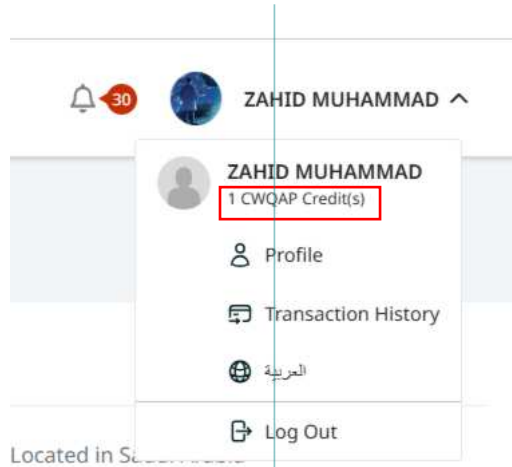 30
ZAHID MUHAMMAD
ZAHID MUHAMMAD
1 CWQAP Credit(s)
Profile
Transaction History
العربية
Log Out
Located in